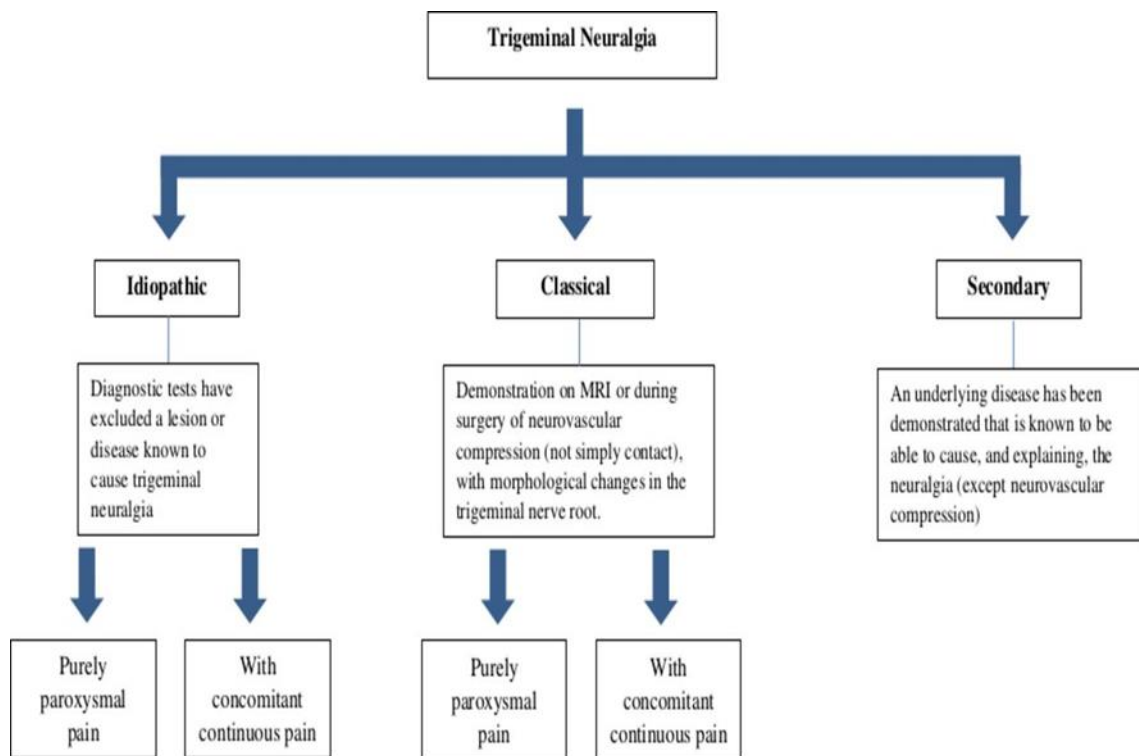 Trigeminal Neuralgia
Idiopathic
Classical
Secondary
Diagnostic tests have
excluded a lesion or
disease known to
cause trigeminal
neuralgia
Demonstration on MRI or during
surgery of neurovascular
compression (not simply contact),
with morphological changes in the
trigeminal nerve root.
An underlying disease has been
demonstrated that is known to be
able to cause, and explaining, the
neuralgia (except neurovascular
compression)
Purely
paroxysmal
pain
With
concomitant
continuous pain
Purely
paroxysmal
pain
With
concomitant
continuous pain